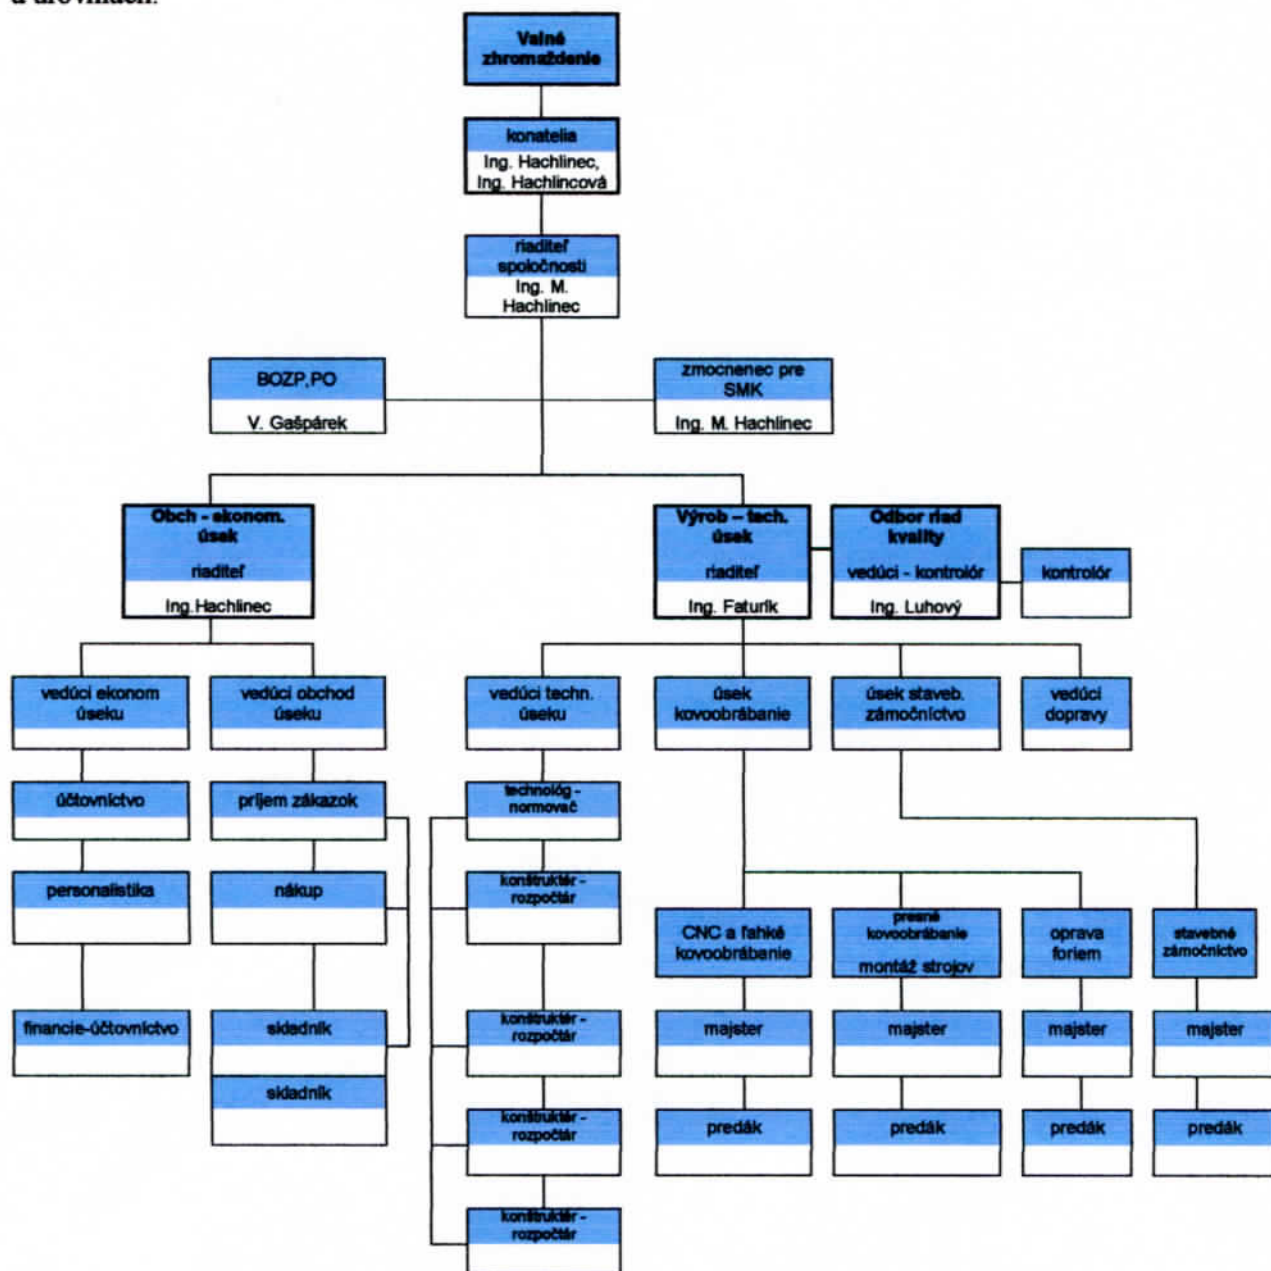 a úrovniach.
Valné
zhromaždenie
konatelia
Ing. Hachlinec,
Ing. Hachlincová
riaditeľ
spoločnosti
Ing. M.
Hachlinec
BOZP,PO
V. Gašpárek
zmocnenec pre
SMK
Ing. M. Hachlinec
Obch - ekonom.
úsek
riaditeľ
Ing.Hachlinec
Výrob – tech.
úsek
riaditeľ
Ing. Faturík
Odbor riad
kvality
vedúci - kontrolór
Ing. Luhový
kontrolór
vedúci ekonom
úseku
vedúci obchod
úseku
vedúci techn.
úseku
úsek
kovoobrábanie
úsek staveb.
zámočníctvo
vedúci
dopravy
účtovníctvo
príjem zákazok
technológ -
normovač
personalistika
nákup
konštruktér -
rozpočtár
CNC a ľahké
kovoobrábanie
presné
kovoobrábanie
montáž strojov
oprava
foriem
stavebné
zámočníctvo
financie-účtovníctvo
skladník
konštruktér -
rozpočtár
majster
majster
majster
majster
skladník
konštruktér -
rozpočtár
predák
predák
predák
predák
konštruktér -
rozpočtár